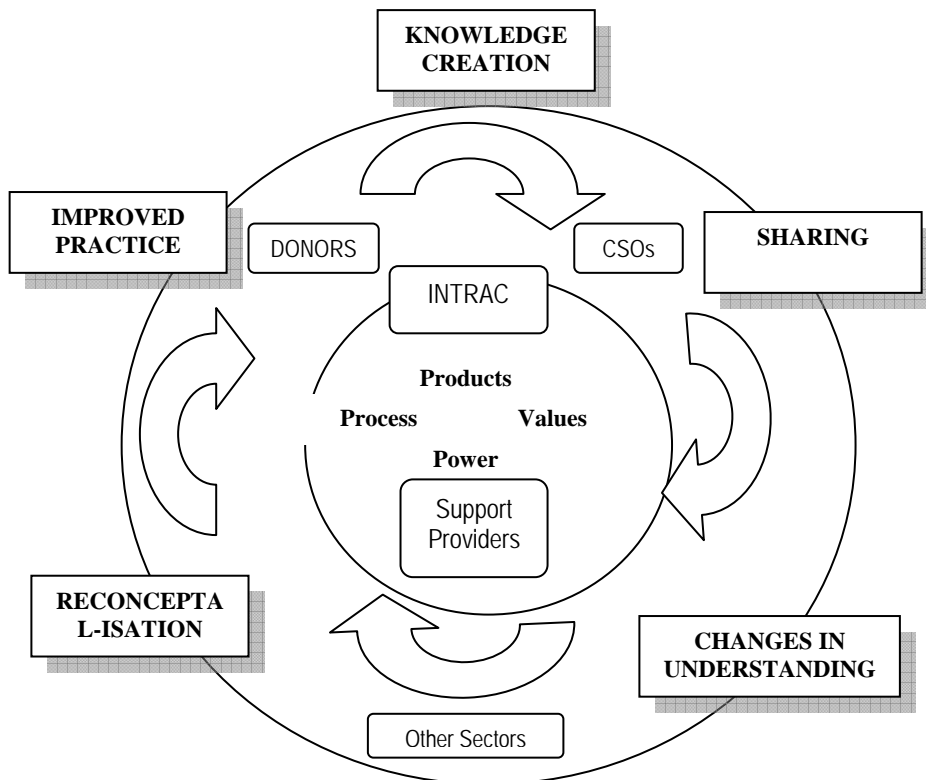 KNOWLEDGE
CREATION
IMPROVED
PRACTICE
SHARING
DONORS
CSOs
INTRAC
Products
Process
Values
Power
Support
Providers
RECONCEPTA
L-ISATION
CHANGES IN
UNDERSTANDING
Other Sectors